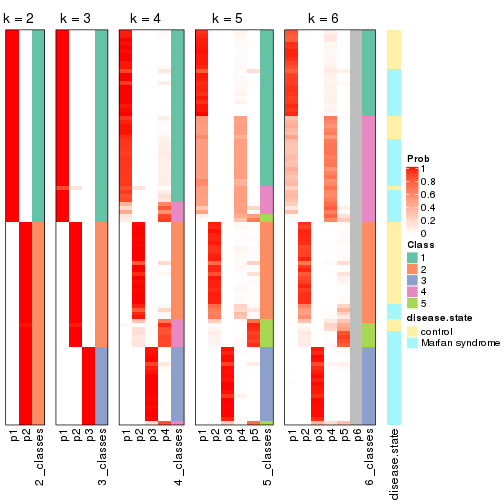 k = 2 k = 3 k = 4 k = 5 k = 6
Prob
1
0.8
0.6
0.4
0.2
0
Class
1
2
3
4
5
disease.state
control
Marfan syndrome
p1 p2 2_classes p1 p2 p3 3_classes p1 p2 p3 p4 4_classes p1 p2 p3 p4 p5 5_classes p1 p2 p3 p4 p5 p6 6_classes disease.state